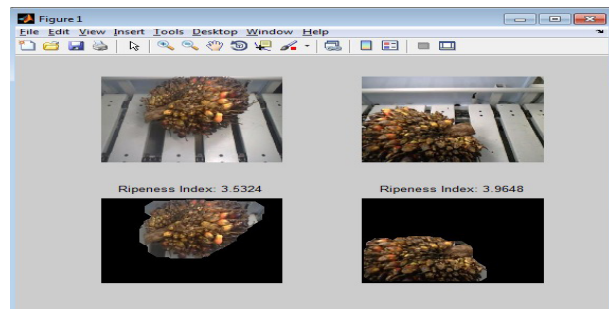 Figure 1
File Edit View Insert Tools Desktop Window Help
Ripeness Index: 3.5324
Ripeness Index: 3.9648